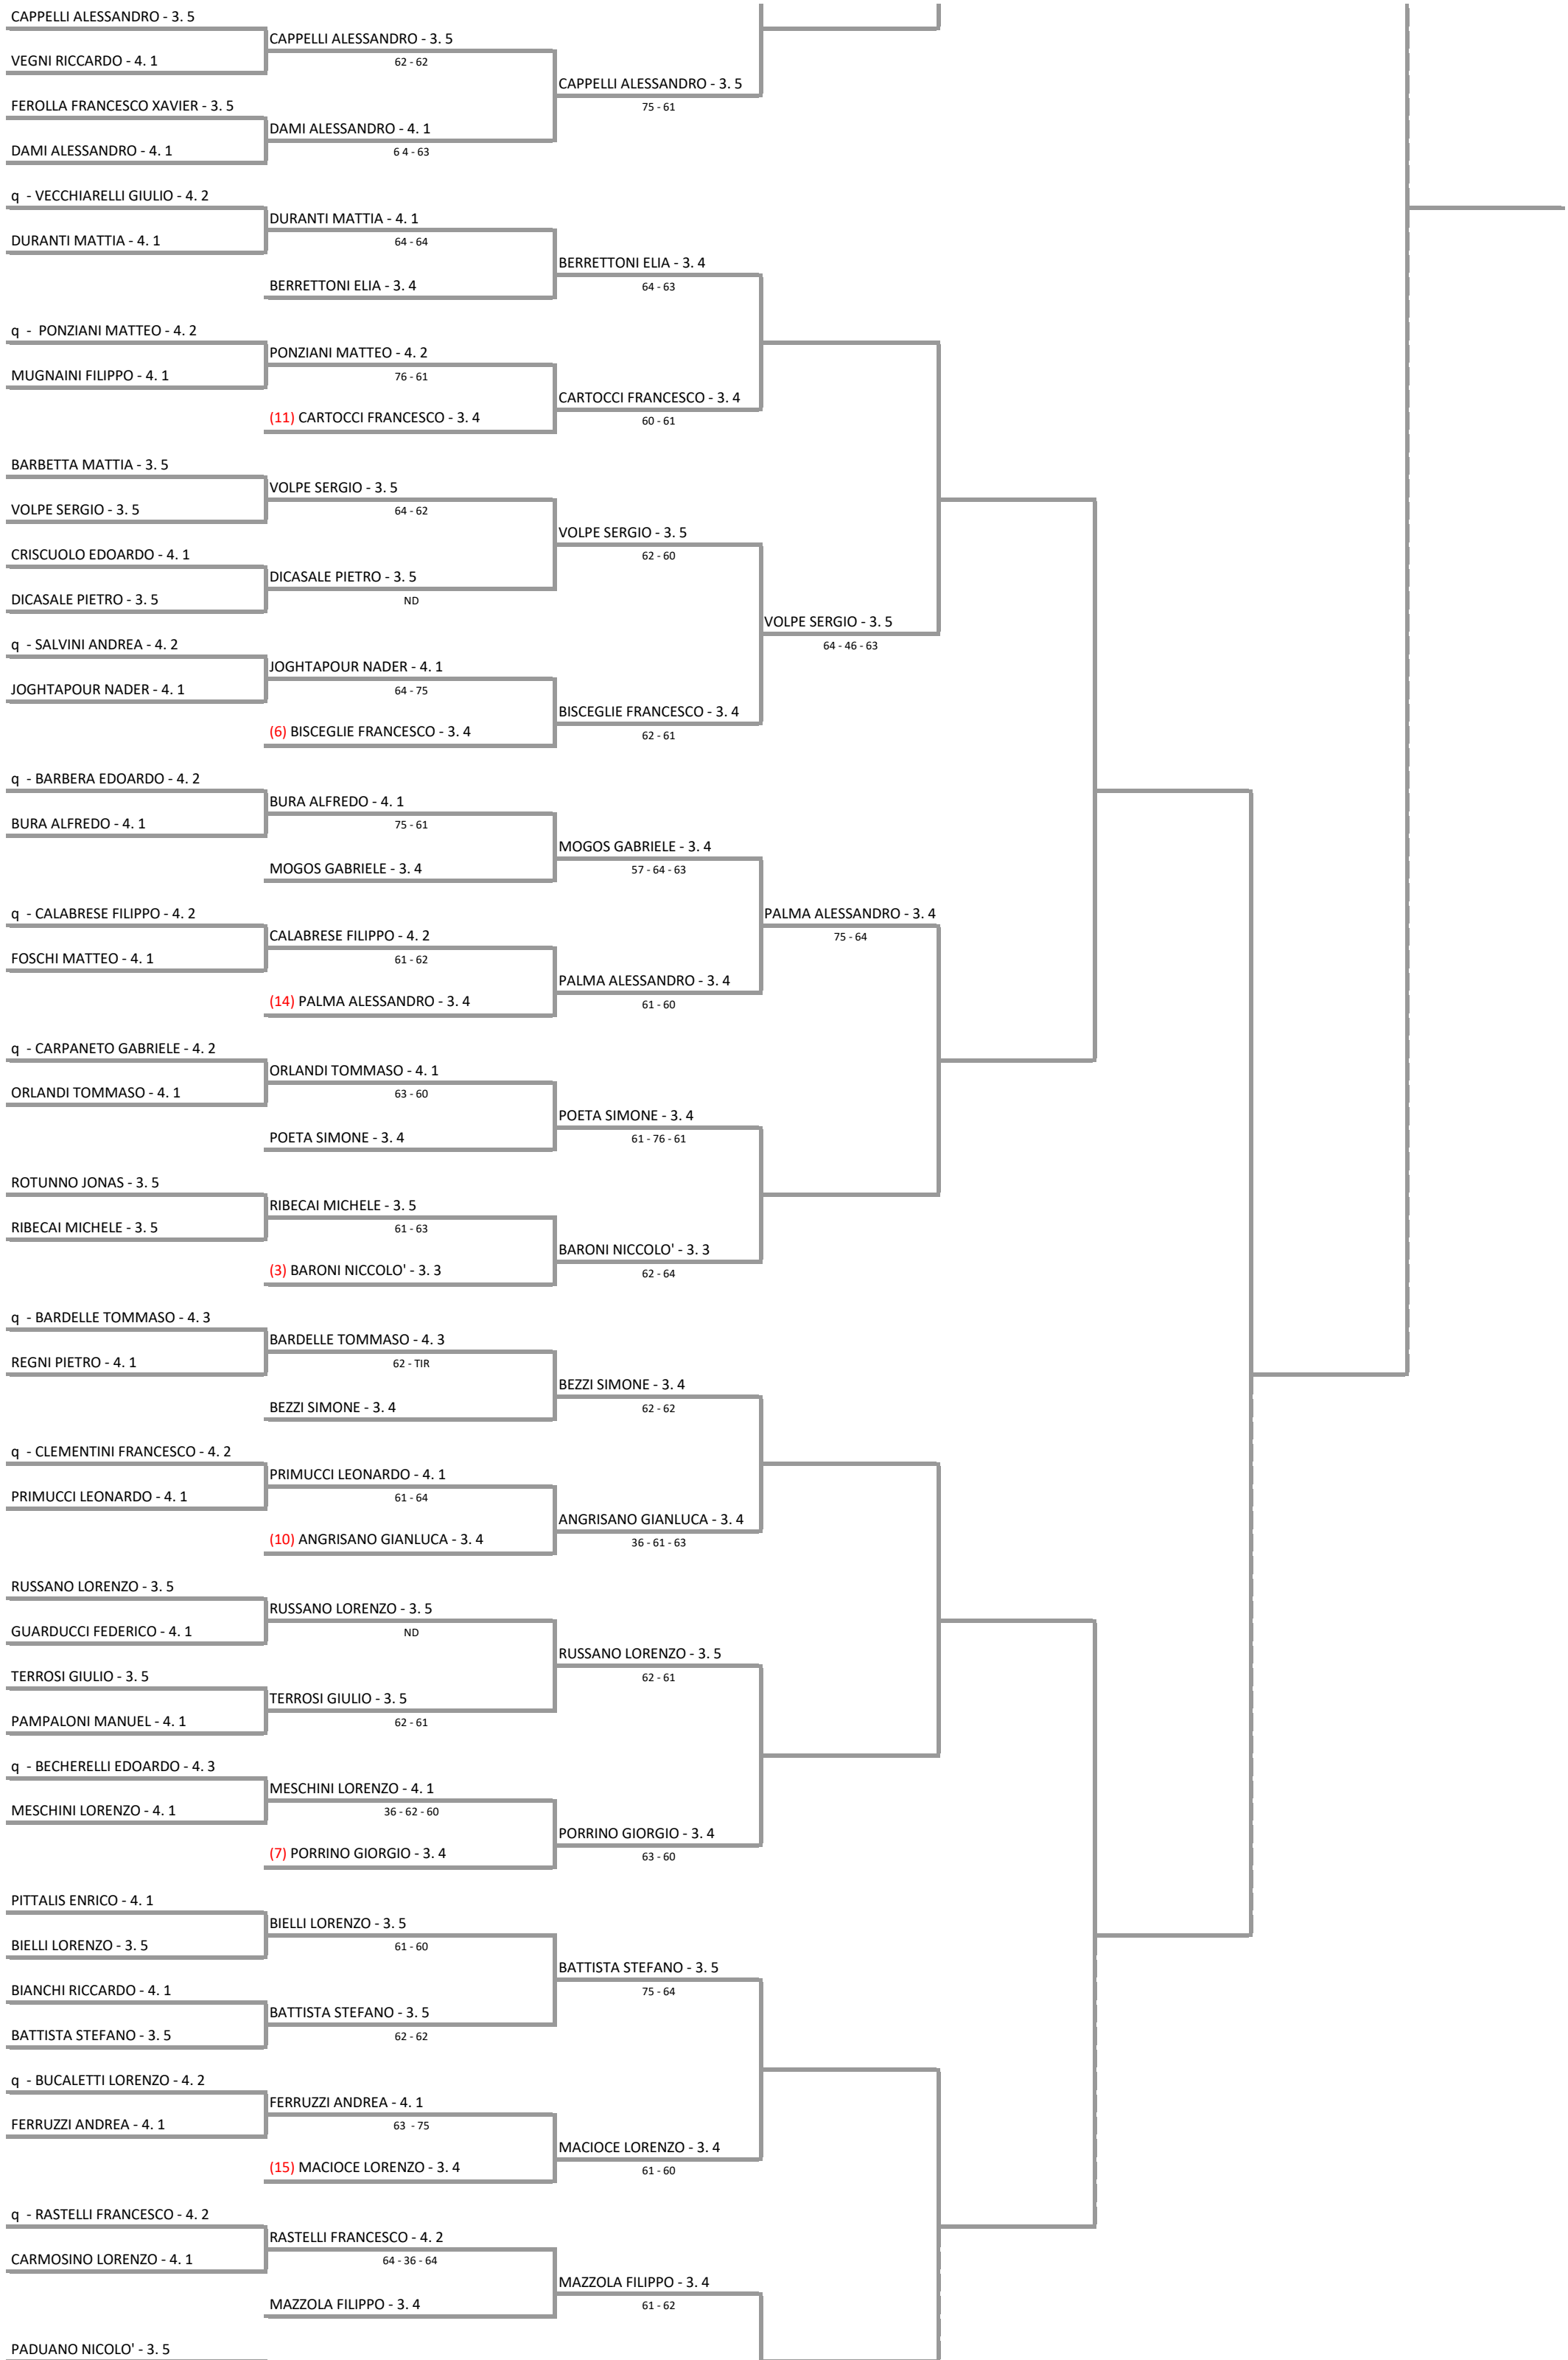 CAPPELLI ALESSANDRO - 3. 5
CAPPELLI ALESSANDRO - 3. 5
VEGNI RICCARDO - 4. 1
62 - 62
CAPPELLI ALESSANDRO - 3. 5
FEROLLA FRANCESCO XAVIER - 3. 5
75 - 61
DAMI ALESSANDRO - 4. 1
DAMI ALESSANDRO - 4. 1
6 4 - 63
q - VECCHIARELLI GIULIO - 4. 2
DURANTI MATTIA - 4. 1
DURANTI MATTIA - 4. 1
64 - 64
BERRETTONI ELIA - 3. 4
BERRETTONI ELIA - 3. 4
64 - 63
q - PONZIANI MATTEO - 4. 2
PONZIANI MATTEO - 4. 2
MUGNAINI FILIPPO - 4. 1
76 - 61
CARTOCCI FRANCESCO - 3. 4
(11) CARTOCCI FRANCESCO - 3. 4
60 - 61
BARBETTA MATTIA - 3. 5
VOLPE SERGIO - 3. 5
VOLPE SERGIO - 3. 5
64 - 62
VOLPE SERGIO - 3. 5
CRISCUOLO EDOARDO - 4. 1
62 - 60
DICASALE PIETRO - 3. 5
DICASALE PIETRO - 3. 5
ND
VOLPE SERGIO - 3. 5
q - SALVINI ANDREA - 4. 2
64 - 46 - 63
JOGHTAPOUR NADER - 4. 1
JOGHTAPOUR NADER - 4. 1
64 - 75
BISCEGLIE FRANCESCO - 3. 4
(6) BISCEGLIE FRANCESCO - 3. 4
62 - 61
q - BARBERA EDOARDO - 4. 2
BURA ALFREDO - 4. 1
BURA ALFREDO - 4. 1
75 - 61
MOGOS GABRIELE - 3. 4
MOGOS GABRIELE - 3. 4
57 - 64 - 63
q - CALABRESE FILIPPO - 4. 2
PALMA ALESSANDRO - 3. 4
CALABRESE FILIPPO - 4. 2
75 - 64
FOSCHI MATTEO - 4. 1
61 - 62
PALMA ALESSANDRO - 3. 4
(14) PALMA ALESSANDRO - 3. 4
61 - 60
q - CARPANETO GABRIELE - 4. 2
ORLANDI TOMMASO - 4. 1
ORLANDI TOMMASO - 4. 1
63 - 60
POETA SIMONE - 3. 4
POETA SIMONE - 3. 4
61 - 76 - 61
ROTUNNO JONAS - 3. 5
RIBECAI MICHELE - 3. 5
RIBECAI MICHELE - 3. 5
61 - 63
BARONI NICCOLO' - 3. 3
(3) BARONI NICCOLO' - 3. 3
62 - 64
q - BARDELLE TOMMASO - 4. 3
BARDELLE TOMMASO - 4. 3
REGNI PIETRO - 4. 1
62 - TIR
BEZZI SIMONE - 3. 4
BEZZI SIMONE - 3. 4
62 - 62
q - CLEMENTINI FRANCESCO - 4. 2
PRIMUCCI LEONARDO - 4. 1
PRIMUCCI LEONARDO - 4. 1
61 - 64
ANGRISANO GIANLUCA - 3. 4
(10) ANGRISANO GIANLUCA - 3. 4
36 - 61 - 63
RUSSANO LORENZO - 3. 5
RUSSANO LORENZO - 3. 5
GUARDUCCI FEDERICO - 4. 1
ND
RUSSANO LORENZO - 3. 5
TERROSI GIULIO - 3. 5
62 - 61
TERROSI GIULIO - 3. 5
PAMPALONI MANUEL - 4. 1
62 - 61
q - BECHERELLI EDOARDO - 4. 3
MESCHINI LORENZO - 4. 1
MESCHINI LORENZO - 4. 1
36 - 62 - 60
PORRINO GIORGIO - 3. 4
(7) PORRINO GIORGIO - 3. 4
63 - 60
PITTALIS ENRICO - 4. 1
BIELLI LORENZO - 3. 5
BIELLI LORENZO - 3. 5
61 - 60
BATTISTA STEFANO - 3. 5
BIANCHI RICCARDO - 4. 1
75 - 64
BATTISTA STEFANO - 3. 5
BATTISTA STEFANO - 3. 5
62 - 62
q - BUCALETTI LORENZO - 4. 2
FERRUZZI ANDREA - 4. 1
FERRUZZI ANDREA - 4. 1
63 - 75
MACIOCE LORENZO - 3. 4
(15) MACIOCE LORENZO - 3. 4
61 - 60
q - RASTELLI FRANCESCO - 4. 2
RASTELLI FRANCESCO - 4. 2
CARMOSINO LORENZO - 4. 1
64 - 36 - 64
MAZZOLA FILIPPO - 3. 4
MAZZOLA FILIPPO - 3. 4
61 - 62
PADUANO NICOLO' - 3. 5